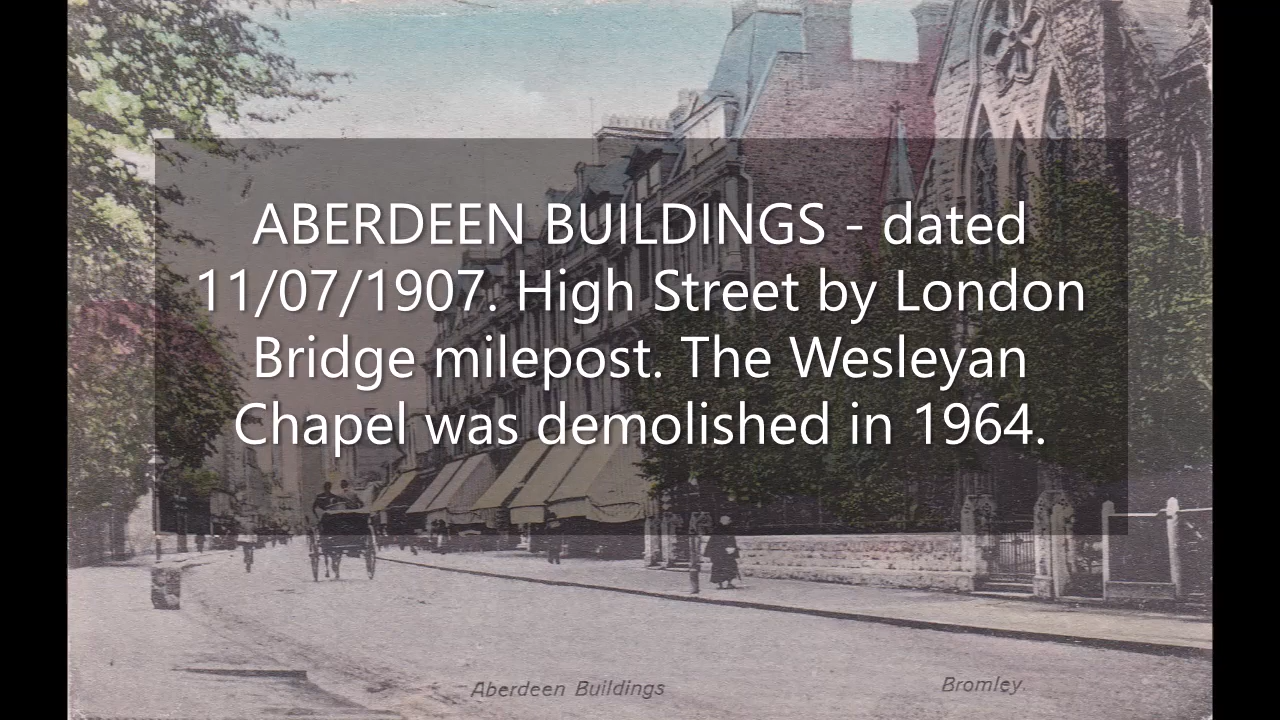 ABERDEEN BUILDINGS - dated
11/07/1907. High Street by London
Bridge milepost. The Wesleyan
Chapel was demolished in 1964.
Aberdeen Buildings
Bromley.